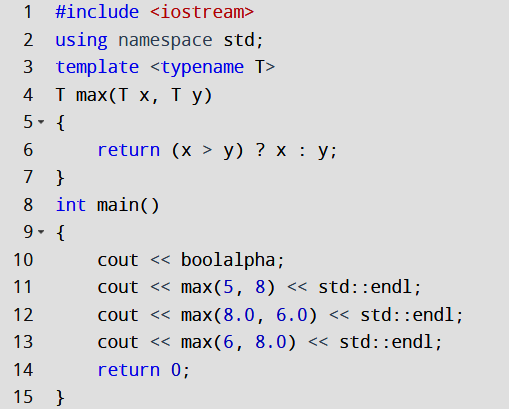 1 #include <iostream>
2 using namespace std;
3 template <typename T>
4 T max(T x, T y)
5 {
6     return (x > y) ? x : y;
7 }
8 int main()
9 {
10     cout << boolalpha;
11     cout << max(5, 8) << std::endl;
12     cout << max(8.0, 6.0) << std::endl;
13     cout << max(6, 8.0) << std::endl;
14     return 0;
15 }